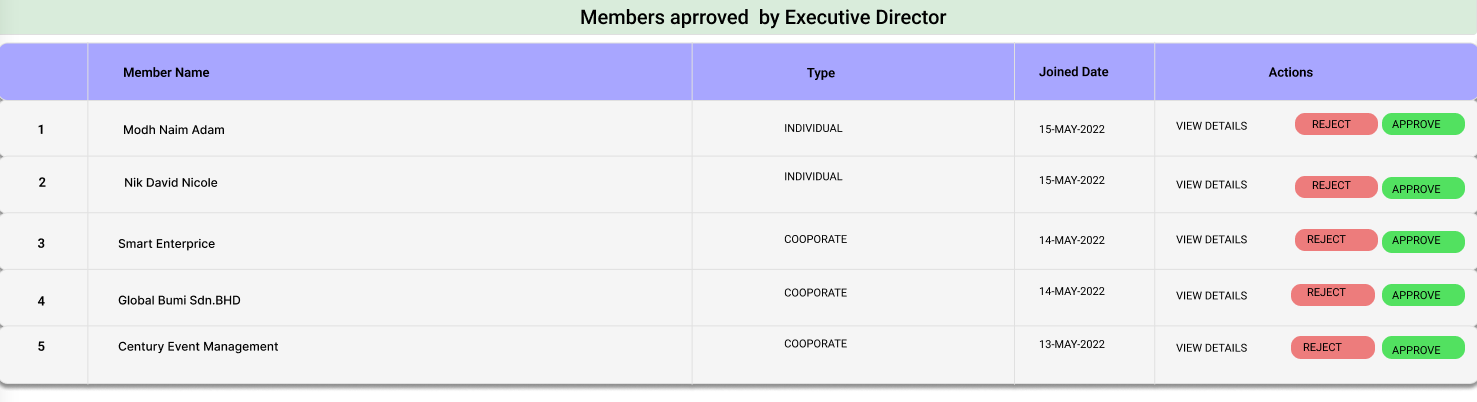 Members aprroved by Executive Director
Member Name Type Joined Date Actions
1 Modh Naim Adam INDIVIDUAL 15-MAY-2022 VIEW DETAILS REJECT APPROVE
2 Nik David Nicole INDIVIDUAL 15-MAY-2022 VIEW DETAILS REJECT APPROVE
3 Smart Enterprice COOPORATE 14-MAY-2022 VIEW DETAILS REJECT APPROVE
4 Global Bumi Sdn.BHD COOPORATE 14-MAY-2022 VIEW DETAILS REJECT APPROVE
5 Century Event Management COOPORATE 13-MAY-2022 VIEW DETAILS REJECT APPROVE